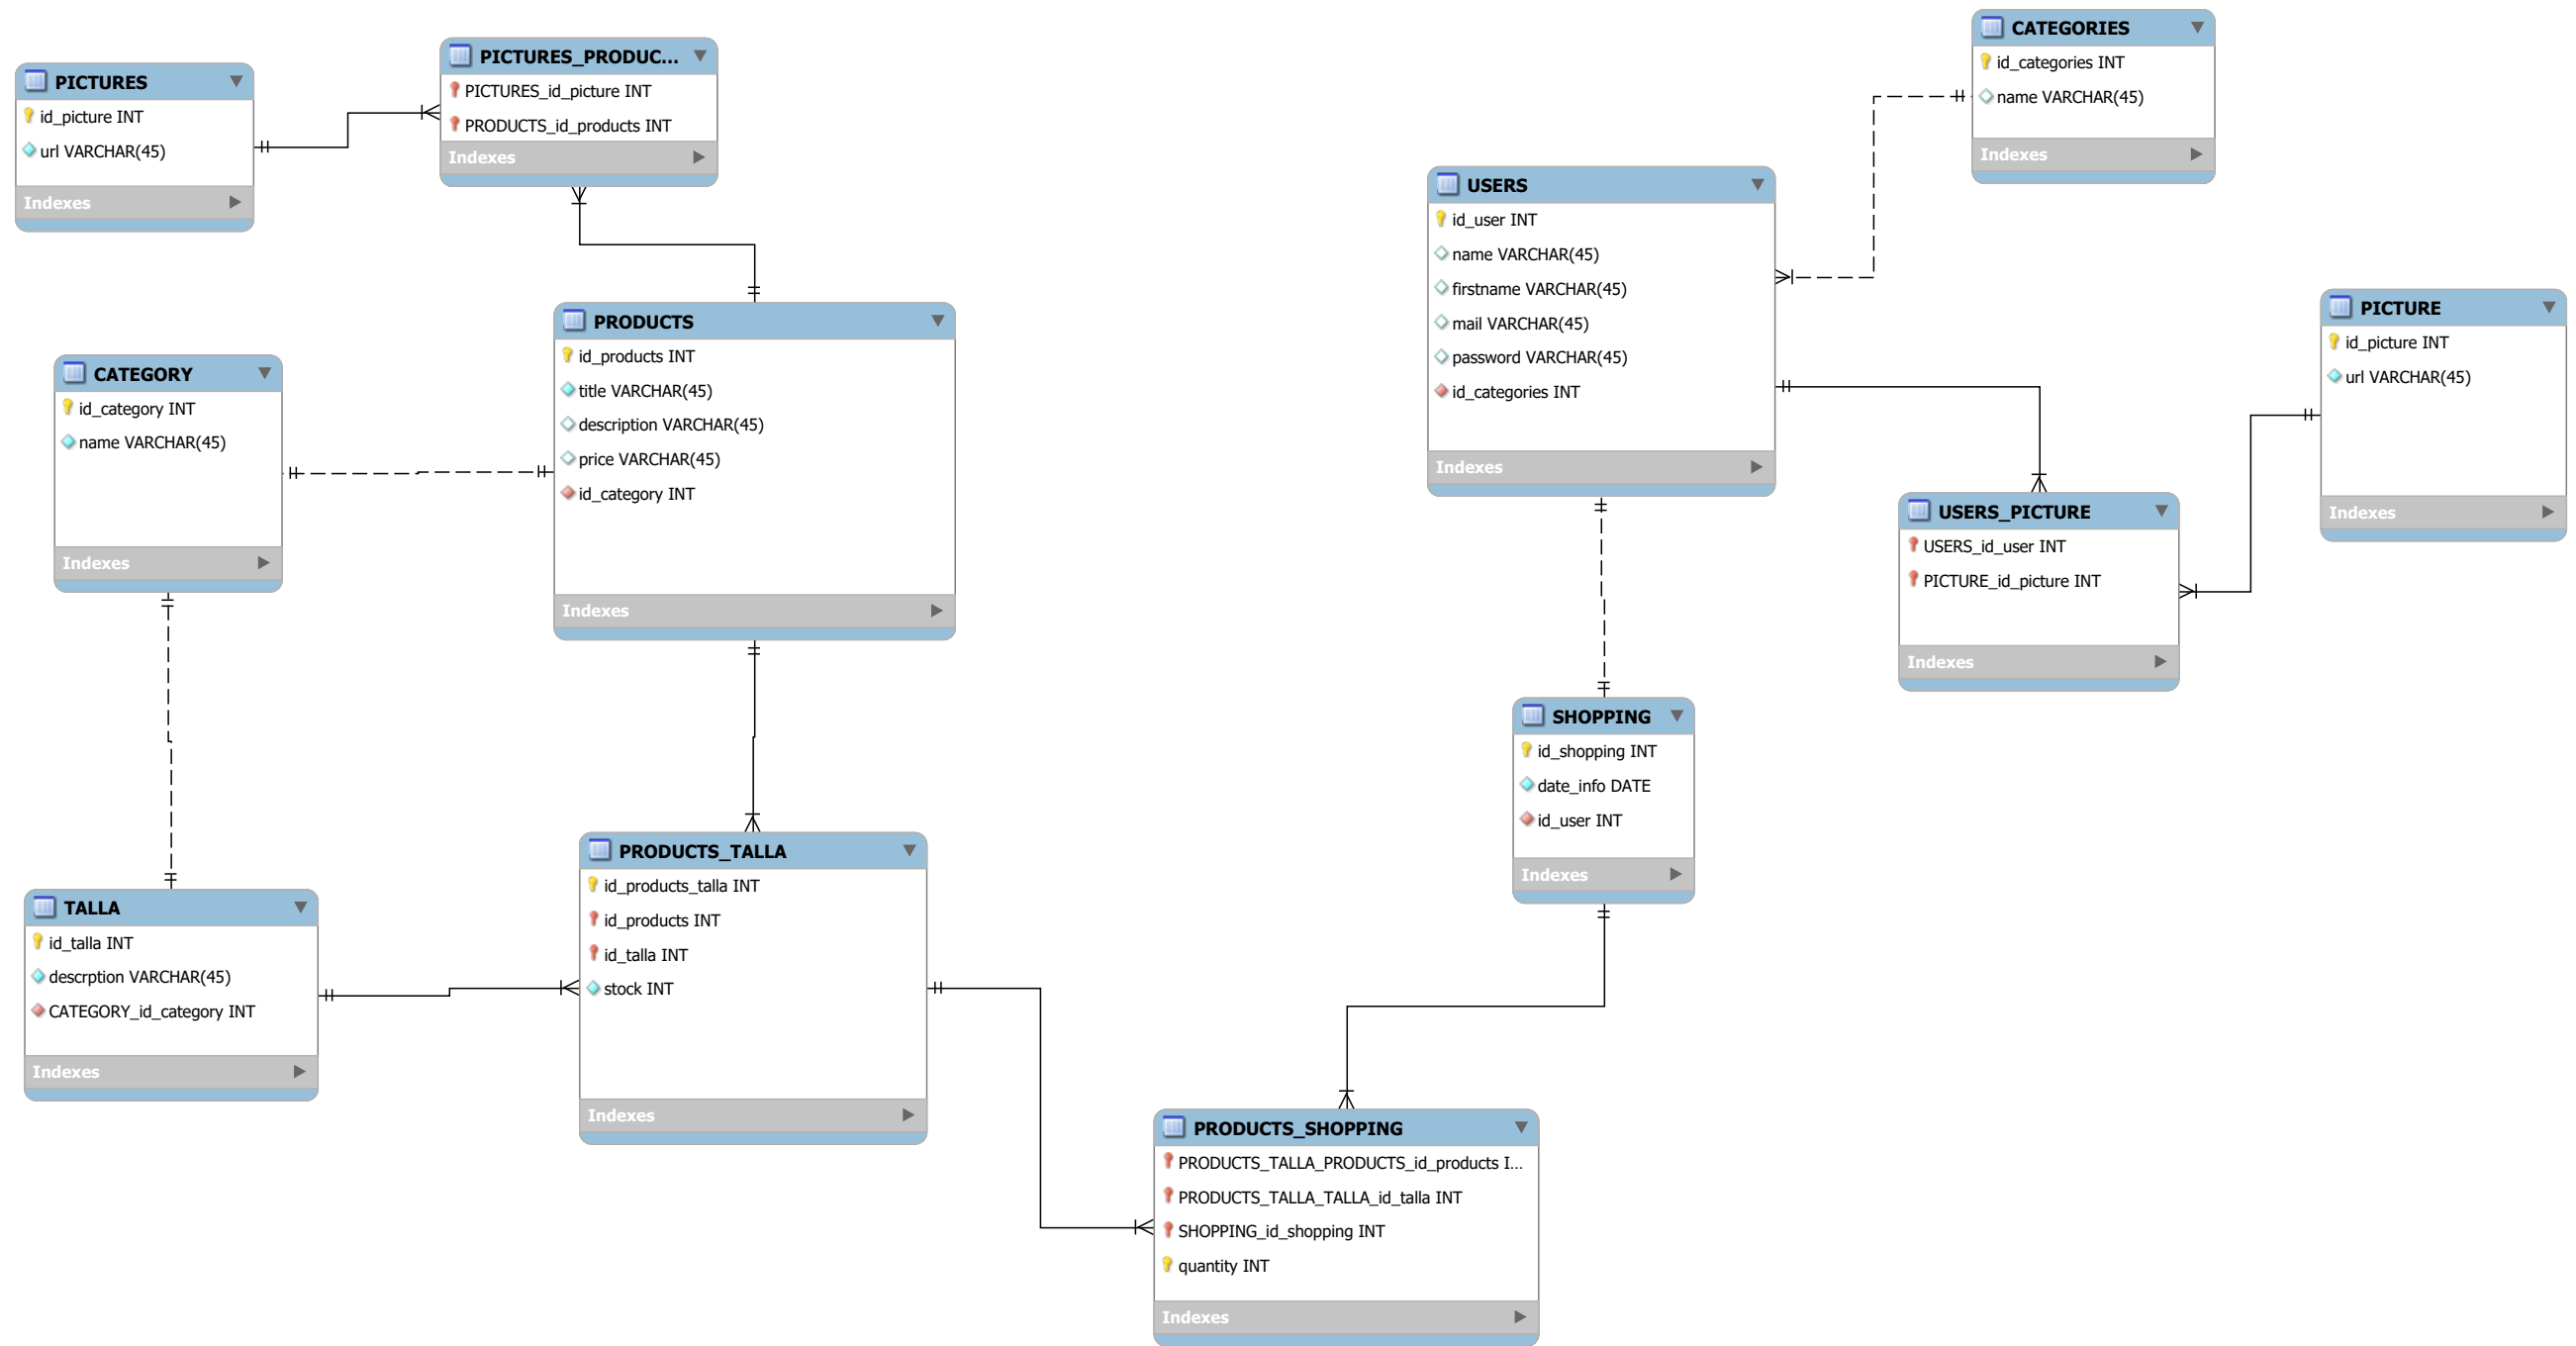 PICTURES
id_picture INT
url VARCHAR(45)
Indexes
PICTURES_PRODUC...
PICTURES_id_picture INT
PRODUCTS_id_products INT
Indexes
PRODUCTS
id_products INT
title VARCHAR(45)
description VARCHAR(45)
price VARCHAR(45)
id_category INT
Indexes
CATEGORY
id_category INT
name VARCHAR(45)
Indexes
TALLA
id_talla INT
descrption VARCHAR(45)
CATEGORY_id_category INT
Indexes
PRODUCTS_TALLA
id_products_talla INT
id_products INT
id_talla INT
stock INT
Indexes
CATEGORIES
id_categories INT
name VARCHAR(45)
Indexes
USERS
id_user INT
name VARCHAR(45)
firstname VARCHAR(45)
mail VARCHAR(45)
password VARCHAR(45)
id_categories INT
Indexes
PICTURE
id_picture INT
url VARCHAR(45)
Indexes
USERS_PICTURE
USERS_id_user INT
PICTURE_id_picture INT
Indexes
SHOPPING
id_shopping INT
date_info DATE
id_user INT
Indexes
PRODUCTS_SHOPPING
PRODUCTS_TALLA_PRODUCTS_id_products I...
PRODUCTS_TALLA_TALLA_id_talla INT
SHOPPING_id_shopping INT
quantity INT
Indexes